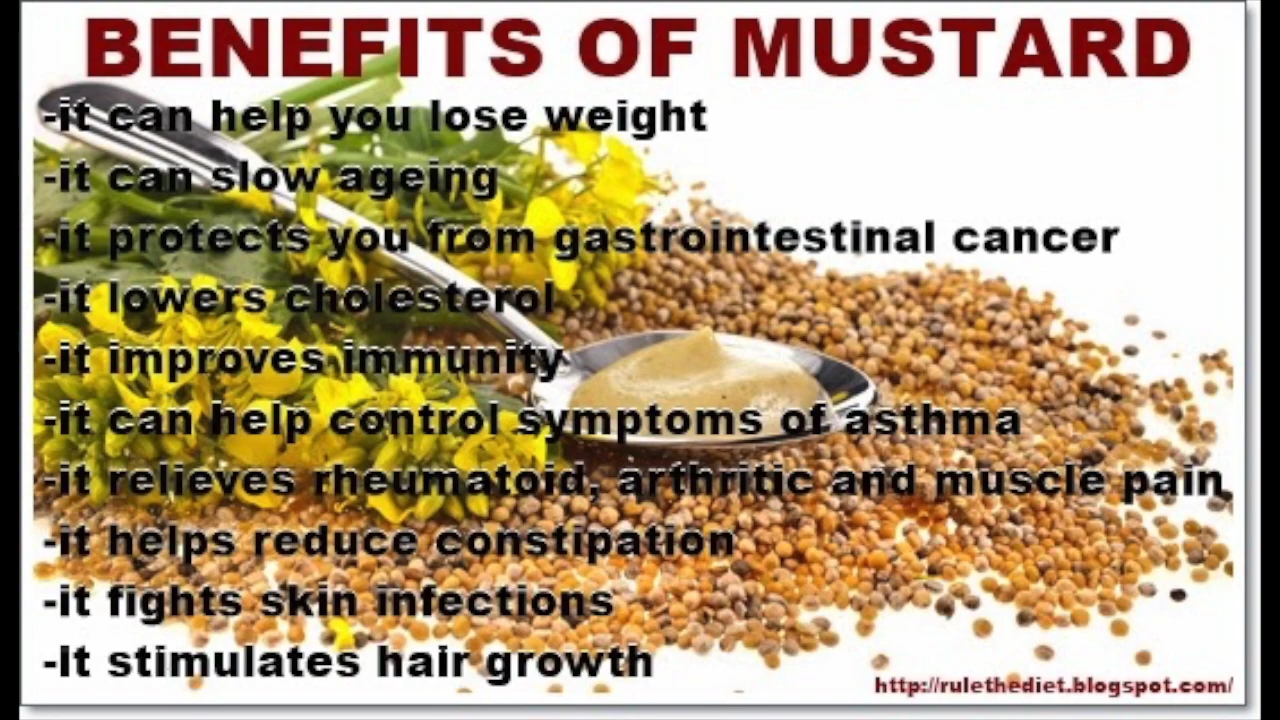 BENEFITS OF MUSTARD
-it can help you lose weight
-it can slow ageing
-it protects you from gastrointestinal cancer
-it lowers cholesterol
-it improves immunity
-it can help control symptoms of asthma
-it relieves rheumatoid, arthritic and muscle pain
-it helps reduce constipation
-it fights skin infections
-It stimulates hair growth
http://rulethediet.blogspot.com/